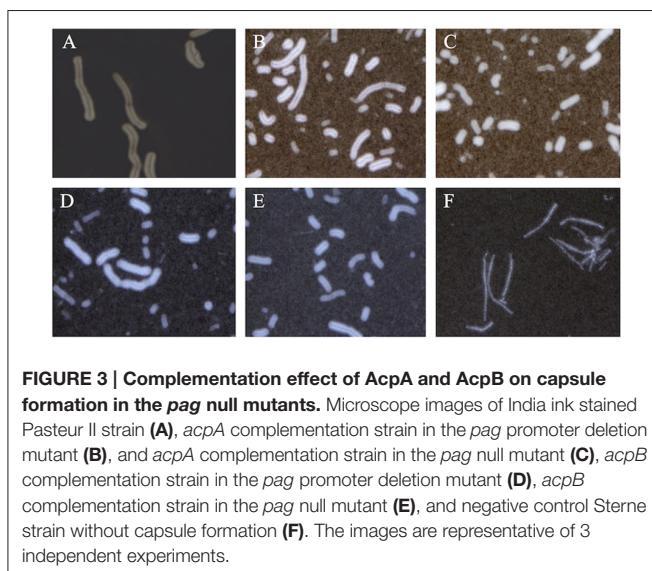 A
B
C
D
E
F
FIGURE 3 | Complementation effect of AcpA and AcpB on capsule
formation in the pag null mutants. Microscope images of India ink stained
Pasteur II strain (A), acpA complementation strain in the pag promoter deletion
mutant (B), and acpA complementation strain in the pag null mutant (C), acpB
complementation strain in the pag promoter deletion mutant (D), acpB
complementation strain in the pag null mutant (E), and negative control Sterne
strain without capsule formation (F). The images are representative of 3
independent experiments.